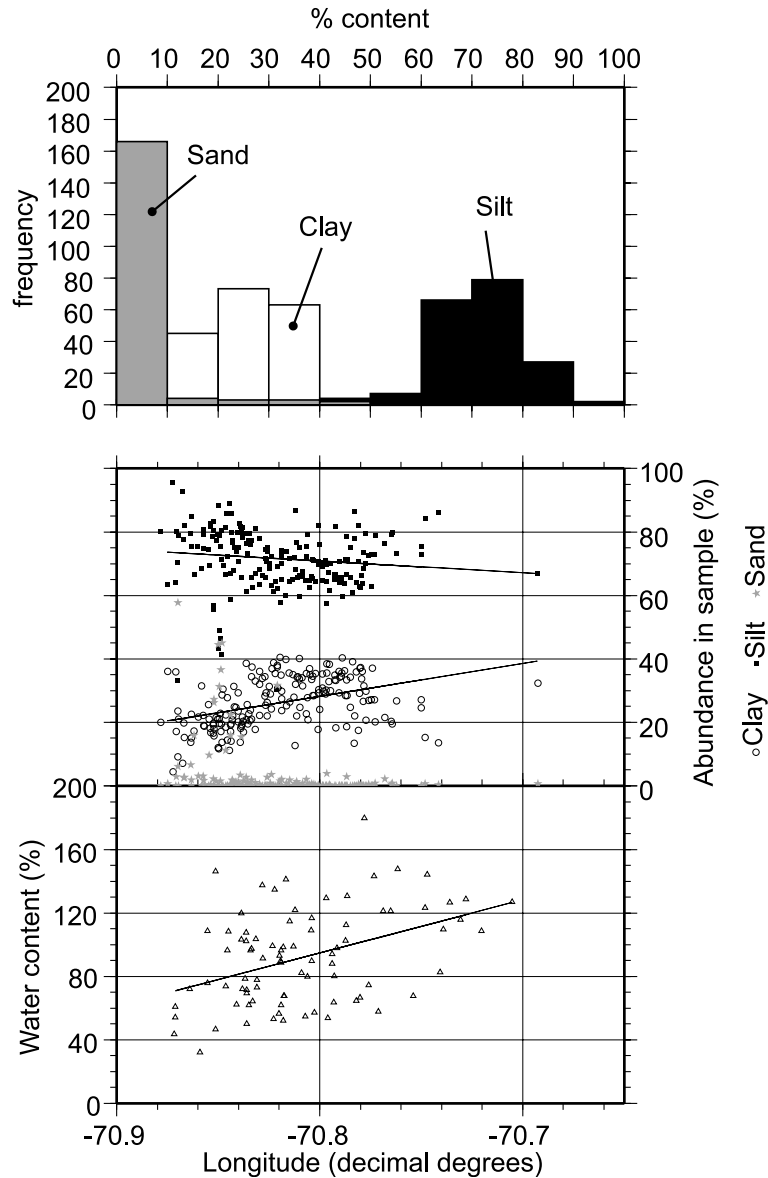 % content
0 10 20 30 40 50 60 70 80 90 100
200
180
160
140
120
100
80
60
40
20
0
frequency
Sand
Clay
Silt
100
80
60
40
20
0
Abundance in sample (%)
Clay Silt Sand
200
160
120
80
40
0
Water content (%)
-70.9 -70.8 -70.7
Longitude (decimal degrees)